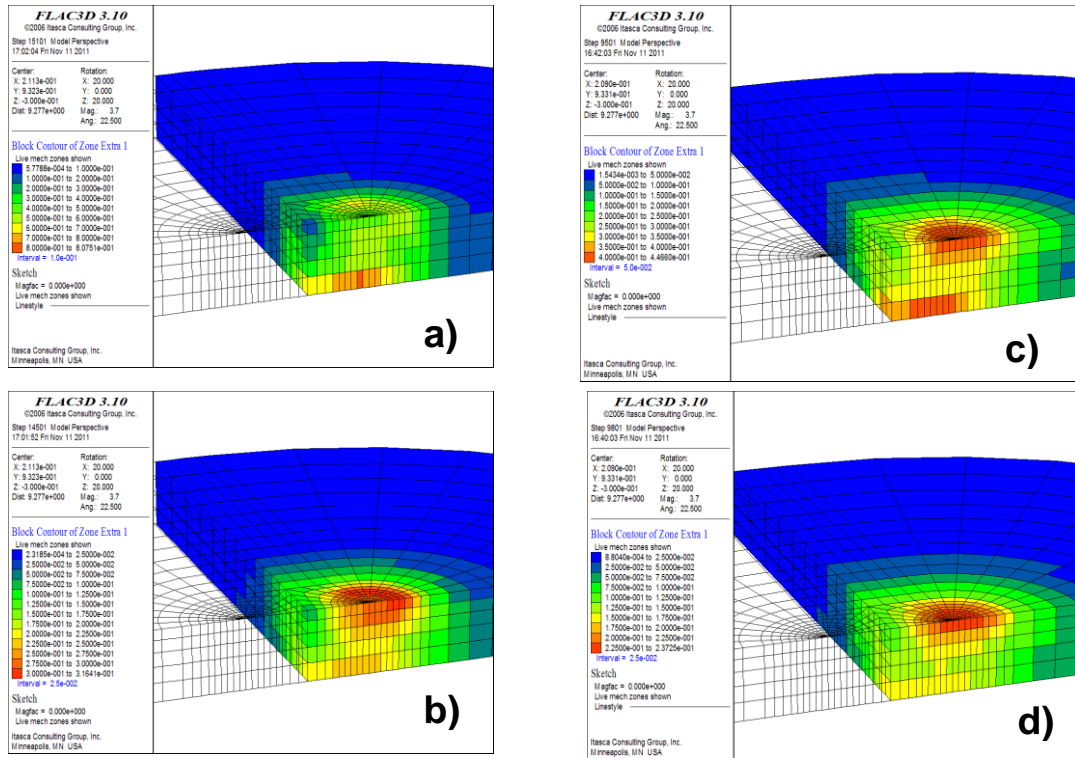 FLAC3D 3.10
©2006 Itasca Consulting Group, Inc.
Step 15101 Model Perspective
17:02:04 Fri Nov 11 2011
Center: Rotation:
X: 2.113e-001 X: 20.000
Y: 9.323e-001 Y: 0.000
Z: -3.000e-001 Z: 20.000
Dist: 9.277e+000 Mag.: 3.7
Ang.: 22.500
Block Contour of Zone Extra 1
Live mech zones shown
5.7788e-004 to 1.0000e-001
1.0000e-001 to 2.0000e-001
2.0000e-001 to 3.0000e-001
3.0000e-001 to 4.0000e-001
4.0000e-001 to 5.0000e-001
5.0000e-001 to 6.0000e-001
6.0000e-001 to 7.0000e-001
7.0000e-001 to 8.0000e-001
8.0000e-001 to 8.0751e-001
Interval = 1.0e-001
Sketch
Magfac = 0.000e+000
Live mech zones shown
Linestyle
Itasca Consulting Group, Inc.
Minneapolis, MN USA
a)
FLAC3D 3.10
©2006 Itasca Consulting Group, Inc.
Step 14501 Model Perspective
17:01:52 Fri Nov 11 2011
Center: Rotation:
X: 2.113e-001 X: 20.000
Y: 9.323e-001 Y: 0.000
Z: -3.000e-001 Z: 20.000
Dist: 9.277e+000 Mag.: 3.7
Ang.: 22.500
Block Contour of Zone Extra 1
Live mech zones shown
2.3185e-004 to 2.5000e-002
2.5000e-002 to 5.0000e-002
5.0000e-002 to 7.5000e-002
7.5000e-002 to 1.0000e-001
1.0000e-001 to 1.2500e-001
1.2500e-001 to 1.5000e-001
1.5000e-001 to 1.7500e-001
1.7500e-001 to 2.0000e-001
2.0000e-001 to 2.2500e-001
2.2500e-001 to 2.5000e-001
2.5000e-001 to 2.7500e-001
2.7500e-001 to 3.0000e-001
3.0000e-001 to 3.1641e-001
Interval = 2.5e-002
Sketch
Magfac = 0.000e+000
Live mech zones shown
Itasca Consulting Group, Inc.
Minneapolis, MN USA
b)
FLAC3D 3.10
©2006 Itasca Consulting Group, Inc.
Step 9501 Model Perspective
16:42:03 Fri Nov 11 2011
Center: Rotation:
X: 2.090e-001 X: 20.000
Y: 9.331e-001 Y: 0.000
Z: -3.000e-001 Z: 20.000
Dist: 9.277e+000 Mag.: 3.7
Ang.: 22.500
Block Contour of Zone Extra 1
Live mech zones shown
1.5434e-003 to 5.0000e-002
5.0000e-002 to 1.0000e-001
1.0000e-001 to 1.5000e-001
1.5000e-001 to 2.0000e-001
2.0000e-001 to 2.5000e-001
2.5000e-001 to 3.0000e-001
3.0000e-001 to 3.5000e-001
3.5000e-001 to 4.0000e-001
4.0000e-001 to 4.4660e-001
Interval = 5.0e-002
Sketch
Magfac = 0.000e+000
Live mech zones shown
Linestyle
Itasca Consulting Group, Inc.
Minneapolis, MN USA
c)
FLAC3D 3.10
©2006 Itasca Consulting Group, Inc.
Step 9801 Model Perspective
16:40:03 Fri Nov 11 2011
Center: Rotation:
X: 2.090e-001 X: 20.000
Y: 9.331e-001 Y: 0.000
Z: -3.000e-001 Z: 20.000
Dist: 9.277e+000 Mag.: 3.7
Ang.: 22.500
Block Contour of Zone Extra 1
Live mech zones shown
8.8040e-004 to 2.5000e-002
2.5000e-002 to 5.0000e-002
5.0000e-002 to 7.5000e-002
7.5000e-002 to 1.0000e-001
1.0000e-001 to 1.2500e-001
1.2500e-001 to 1.5000e-001
1.5000e-001 to 1.7500e-001
1.7500e-001 to 2.0000e-001
2.0000e-001 to 2.2500e-001
2.2500e-001 to 2.3725e-001
Interval = 2.5e-002
Sketch
Magfac = 0.000e+000
Live mech zones shown
Linestyle
Itasca Consulting Group, Inc.
Minneapolis, MN USA
d)